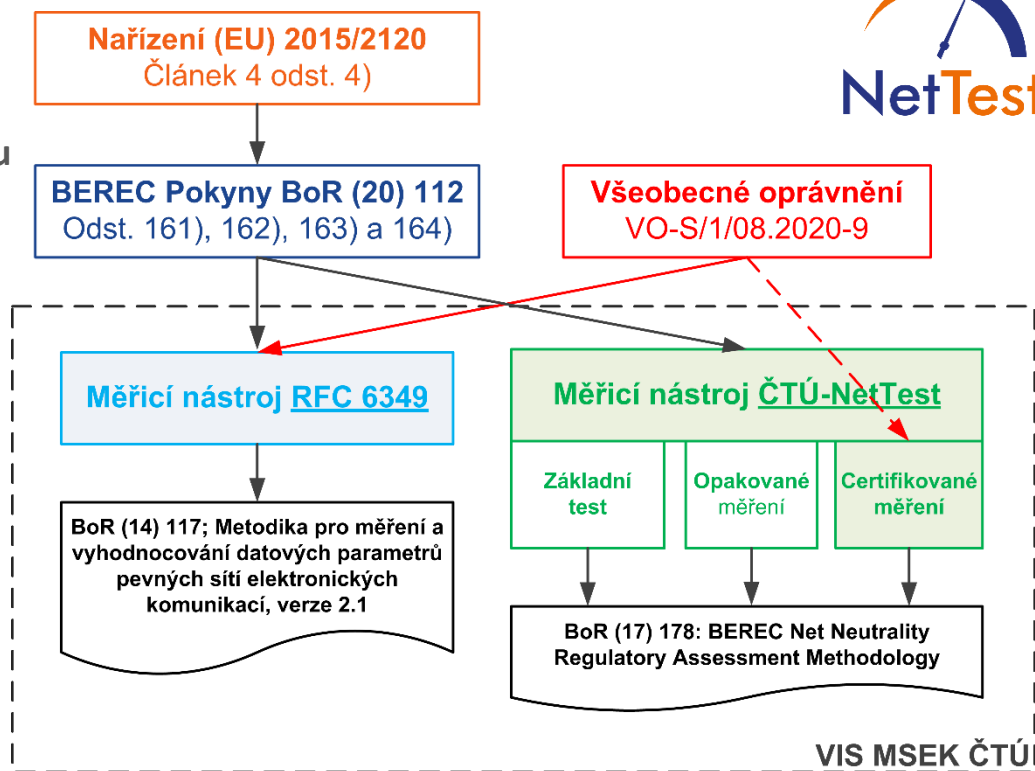 Nařízení (EU) 2015/2120
Článek 4 odst. 4)
NetTest
u
BEREC Pokyny BoR (20) 112
Odst. 161), 162), 163) a 164)
Všeobecné oprávnění
VO-S/1/08.2020-9
Měřicí nástroj RFC 6349
Měřicí nástroj ČTÚ-NetTest
Základní
test
Opakované
měření
Certifikované
měření
BoR (14) 117; Metodika pro měření a
vyhodnocování datových parametrů
pevných sítí elektronických
komunikací, verze 2.1
BoR (17) 178: BEREC Net Neutrality
Regulatory Assessment Methodology
VIS MSEK ČTÚ